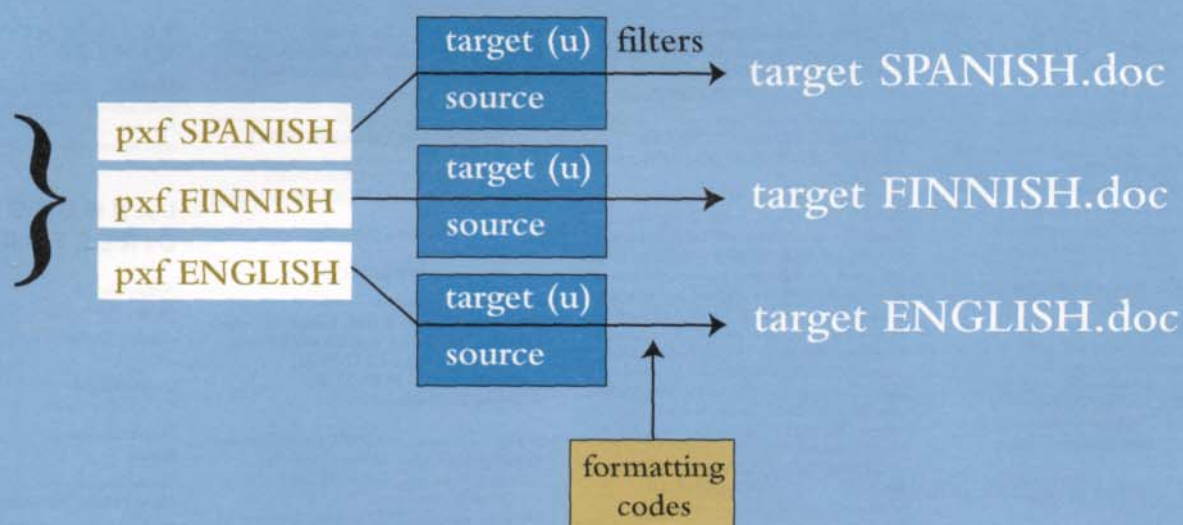 target (u)
filters
source
target SPANISH.doc
pxf SPANISH
target (u)
source
target FINNISH.doc
pxf FINNISH
pxf ENGLISH
target (u)
source
target ENGLISH.doc
formatting
codes